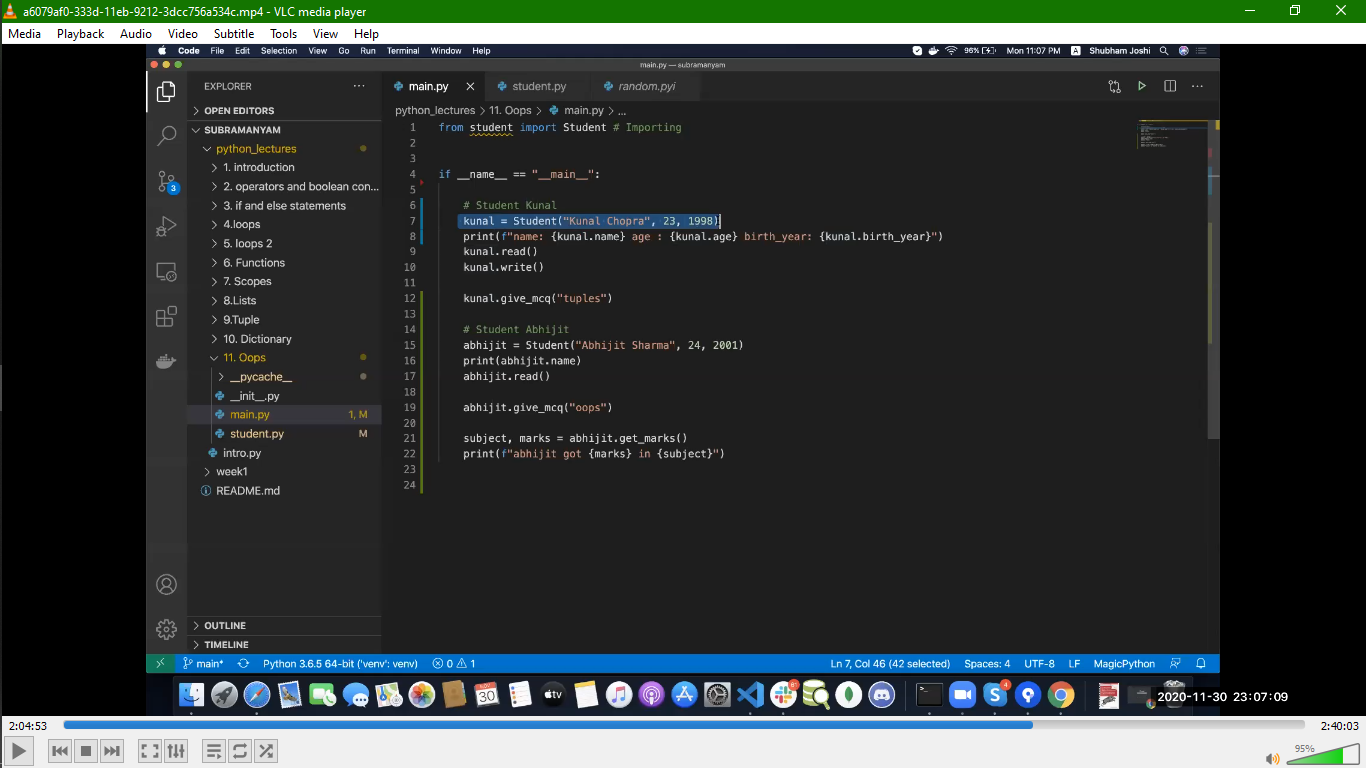 a6079af0-333d-11eb-9212-3dcc756a534c.mp4 - VLC media player
Media Playback Audio Video Subtitle Tools View Help
Code File Edit Selection View Go Run Terminal Window Help 96% Mon 11:07 PM A Shubham Joshi
main.py — subramanyam
EXPLORER ...
main.py student.py random.pyi
OPEN EDITORS
python_lectures > 11. Oops > main.py > ...
SUBRAMANYAM
python_lectures
1. introduction
2. operators and boolean con...
3. if and else statements
4.loops
5. loops 2
6. Functions
7. Scopes
8.Lists
9.Tuple
10. Dictionary
11. Oops
__pycache__
__init__.py
main.py 1, M
student.py M
intro.py
week1
README.md
OUTLINE
TIMELINE
3
1 from student import Student # Importing
2
3
4 if __name__ == "__main__":
5
6 # Student Kunal
7 kunal = Student("Kunal Chopra", 23, 1998)
8 print(f"name: {kunal.name} age : {kunal.age} birth_year: {kunal.birth_year}")
9 kunal.read()
10 kunal.write()
11
12 kunal.give_mcq("tuples")
13
14 # Student Abhijit
15 abhijit = Student("Abhijit Sharma", 24, 2001)
16 print(abhijit.name)
17 abhijit.read()
18
19 abhijit.give_mcq("oops")
20
21 subject, marks = abhijit.get_marks()
22 print(f"abhijit got {marks} in {subject}")
23
24
main* Python 3.6.5 64-bit ('venv': venv) 0 1 Ln 7, Col 46 (42 selected) Spaces: 4 UTF-8 LF MagicPython
NOV
30
tv
4
2020-11-30 23:07:09
2:04:53 2:40:03
95%